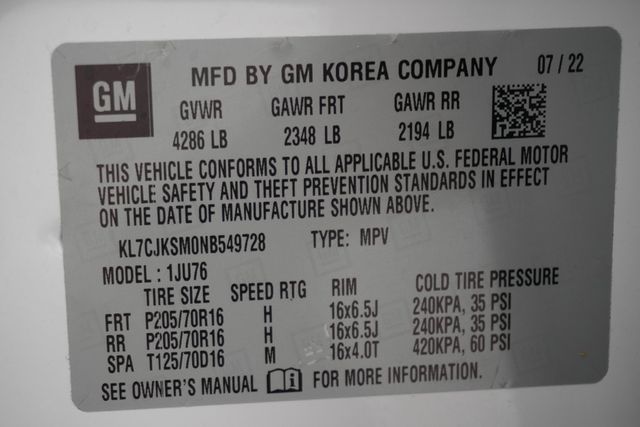 GM MFD BY GM KOREA COMPANY 07 / 22
GVWR GAWR FRT GAWR RR
4286 LB 2348 LB 2194 LB
THIS VEHICLE CONFORMS TO ALL APPLICABLE U.S. FEDERAL MOTOR
VEHICLE SAFETY AND THEFT PREVENTION STANDARDS IN EFFECT
ON THE DATE OF MANUFACTURE SHOWN ABOVE.
KL7CJKSM0NB549728 TYPE: MPV
MODEL : 1JU76
TIRE SIZE SPEED RTG RIM COLD TIRE PRESSURE
FRT P205/70R16 H 16x6.5J 240KPA, 35 PSI
RR P205/70R16 H 16x6.5J 240KPA, 35 PSI
SPA T125/70D16 M 16x4.0T 420KPA, 60 PSI
SEE OWNER'S MANUAL FOR MORE INFORMATION.